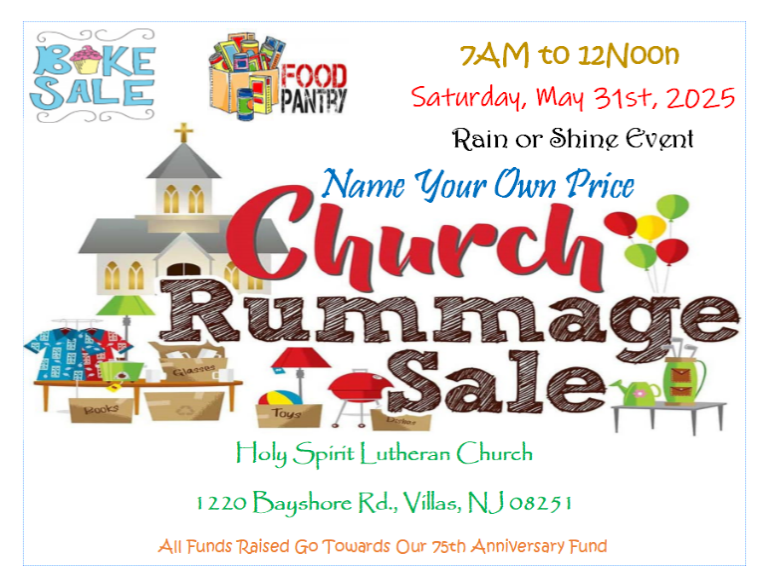 BAKE
SALE
FOOD
PANTRY
7AM to 12Noon
Saturday, May 31st, 2025
Rain or Shine Event
Name Your Own Price
Church
Rummage
Sale
Glasses
Books
Toys
Holy Spirit Lutheran Church
1220 Bayshore Rd., Villas, NJ 08251
All Funds Raised Go Towards Our 75th Anniversary Fund